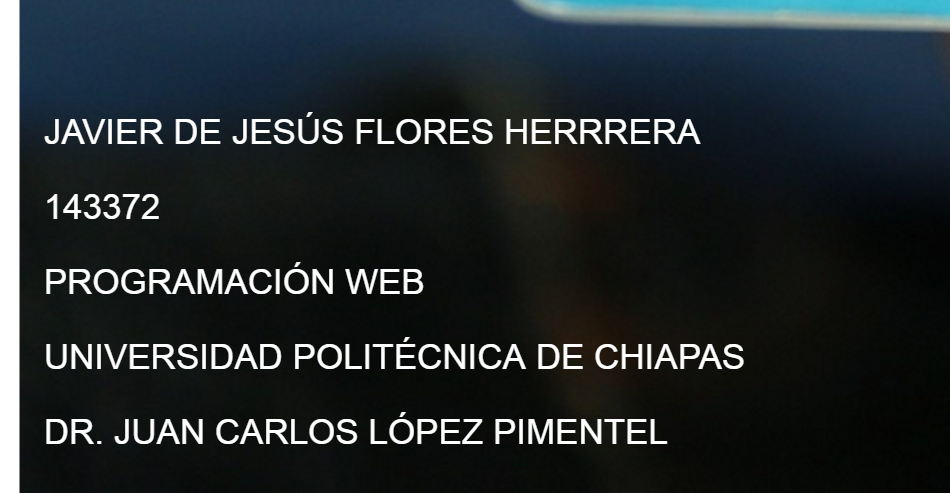 JAVIER DE JESÚS FLORES HERRRERA
143372
PROGRAMACIÓN WEB
UNIVERSIDAD POLITÉCNICA DE CHIAPAS
DR. JUAN CARLOS LÓPEZ PIMENTEL